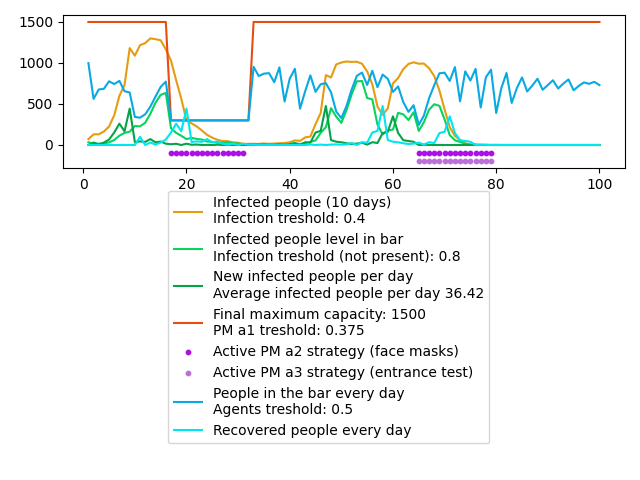 1500
1000
500
0
0 20 40 60 80 100
Infected people (10 days)
Infection treshold: 0.4
Infected people level in bar
Infection treshold (not present): 0.8
New infected people per day
Average infected people per day 36.42
Final maximum capacity: 1500
PM a1 treshold: 0.375
Active PM a2 strategy (face masks)
Active PM a3 strategy (entrance test)
People in the bar every day
Agents treshold: 0.5
Recovered people every day